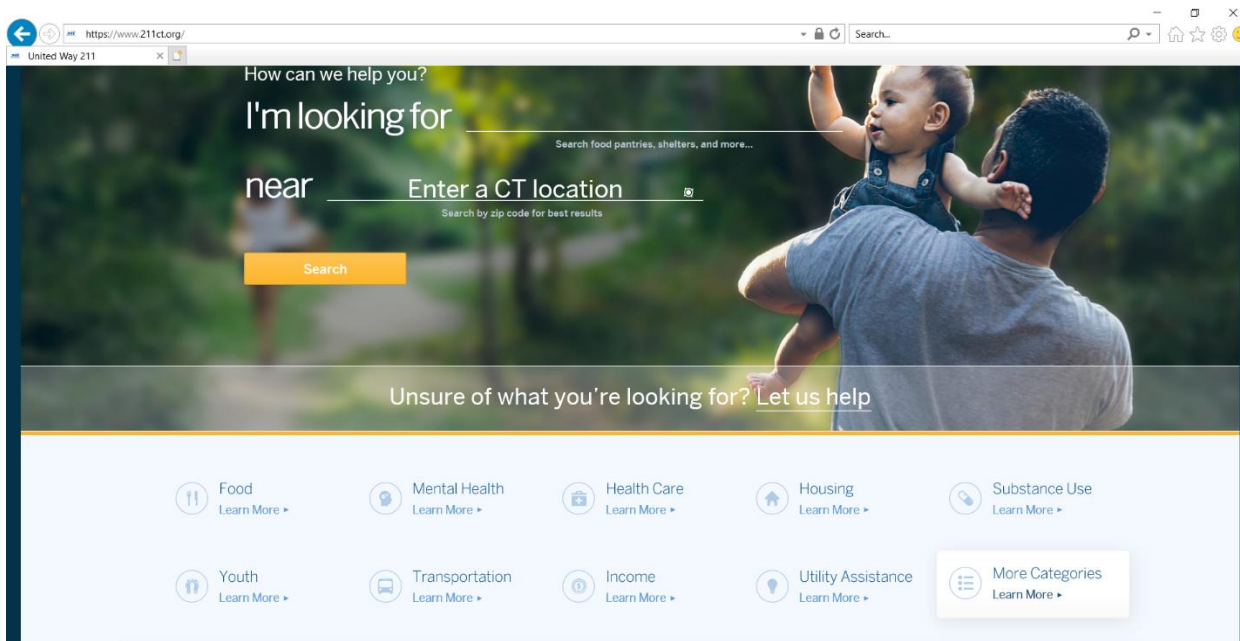 https://www.211ct.org/
Search...
United Way 211
How can we help you?
I'm looking for
Search food pantries, shelters, and more...
near Enter a CT location
Search by zip code for best results
Search
Unsure of what you're looking for? Let us help
Food
Learn More
Mental Health
Learn More
Health Care
Learn More
Housing
Learn More
Substance Use
Learn More
Youth
Learn More
Transportation
Learn More
Income
Learn More
Utility Assistance
Learn More
More Categories
Learn More